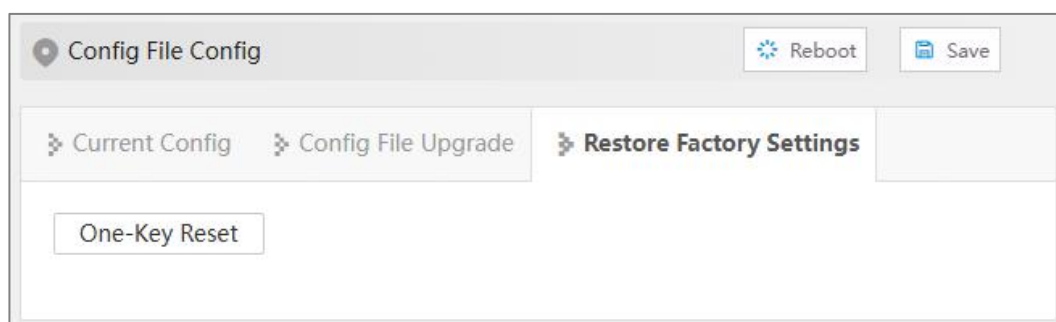 Config File Config Reboot Save
Current Config Config File Upgrade Restore Factory Settings
One-Key Reset